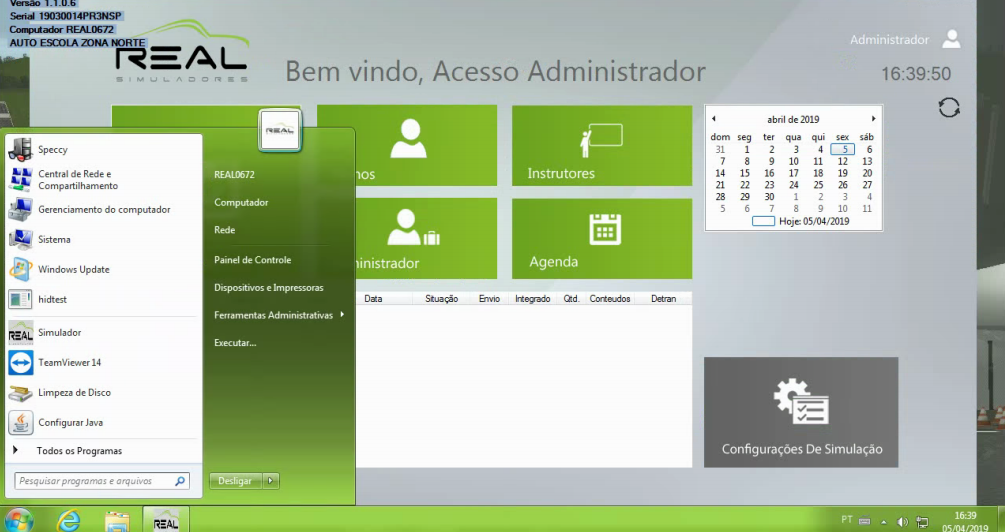 Versão 1.1.0.6
Serial 19030014PR3NSP
Computador REAL0672
AUTO ESCOLA ZONA NORTE
REAL
SIMULADORES
Bem vindo, Acesso Administrador
Administrador
16:39:50
REAL
nos
Instrutores
inistrador
Agenda
abril de 2019
dom seg ter qua qui sex sáb
31 1 2 3 4 5 6
7 8 9 10 11 12 13
14 15 16 17 18 19 20
21 22 23 24 25 26 27
28 29 30 1 2 3 4
5 6 7 8 9 10 11
Hoje: 05/04/2019
Data Situação Envio Integrado Qtd. Conteudos Detran
Configurações De Simulação
Speccy
Central de Rede e
Compartilhamento
Gerenciamento do computador
Sistema
Windows Update
hidtest
REAL Simulador
TeamViewer 14
Limpeza de Disco
Configurar Java
Todos os Programas
Pesquisar programas e arquivos
REAL0672
Computador
Rede
Painel de Controle
Dispositivos e Impressoras
Ferramentas Administrativas
Executar...
Desligar
REAL
PT
16:39
05/04/2019